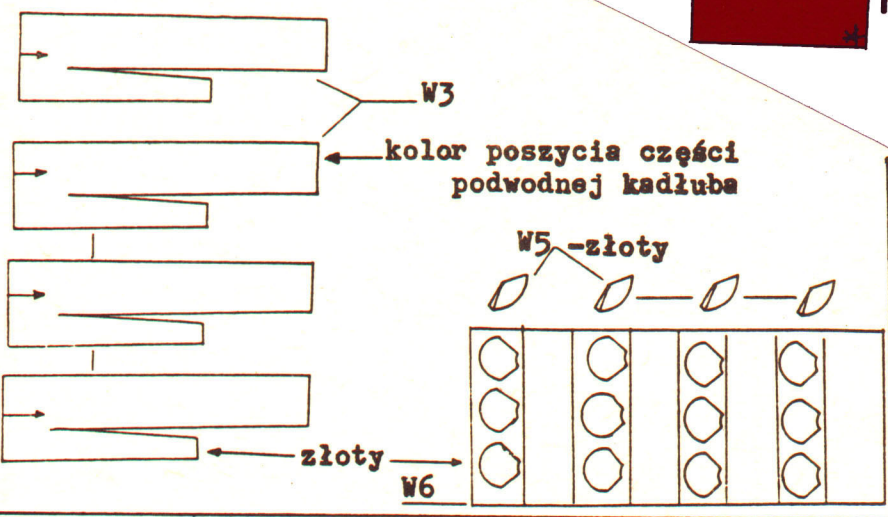 W3
kolor poszycia części
podwodnej kadłuba
W5 -złoty
złoty
W6